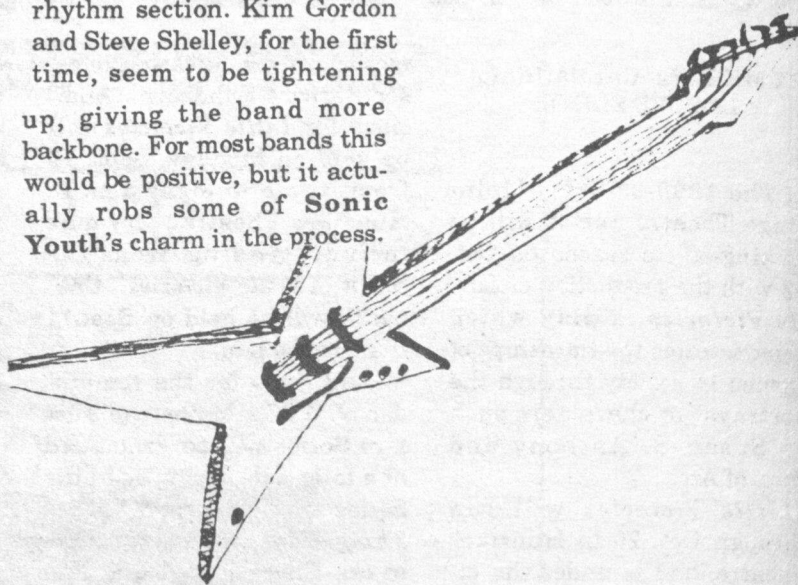 rhythm section. Kim Gordon
and Steve Shelley, for the first
time, seem to be tightening
up, giving the band more
backbone. For most bands this
would be positive, but it actu-
ally robs some of Sonic
Youth's charm in the process.